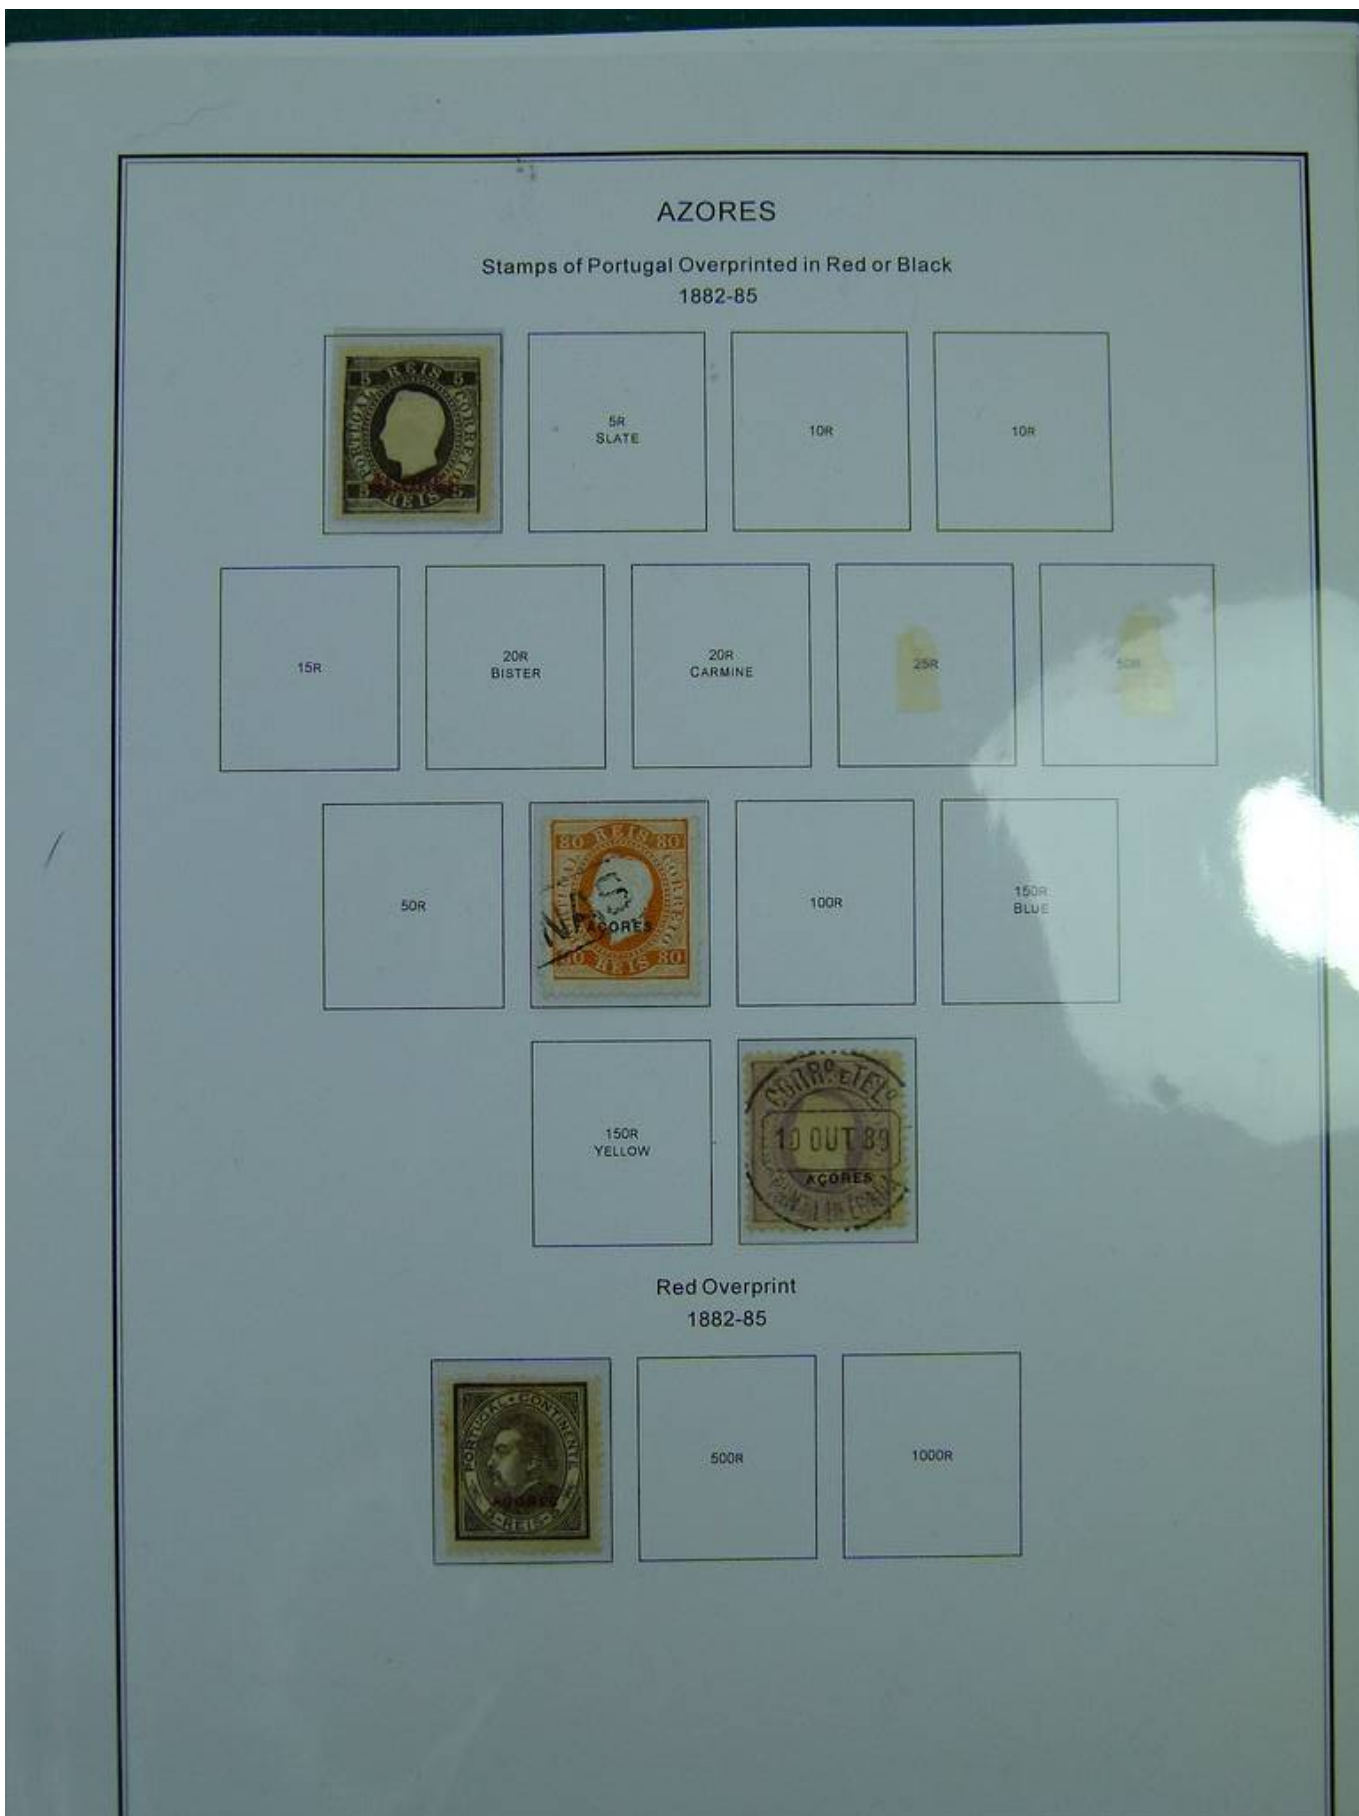 AZORES
Stamps of Portugal Overprinted in Red or Black
1882-85
5 REIS 5
PORTUGAL
CORREIO
5 REIS 5
5R
SLATE
10R
10R
15R
20R
BISTER
20R
CARMINE
25R
50R
50R
80 REIS 80
CORREIO
AÇORES
80 REIS 80
100R
150R
BLUE
150R
YELLOW
CORRº E TELº
10 OUT 89
AÇORES
Red Overprint
1882-85
PORTUGAL CONTINENTE
AÇORES
5-REIS-5
500R
1000R